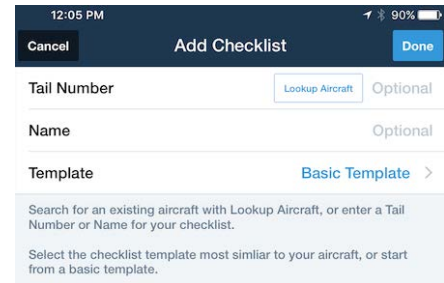 12:05 PM 90%
Cancel Add Checklist Done
Tail Number Lookup Aircraft Optional
Name Optional
Template Basic Template >
Search for an existing aircraft with Lookup Aircraft, or enter a Tail
Number or Name for your checklist.
Select the checklist template most simliar to your aircraft, or start
from a basic template.